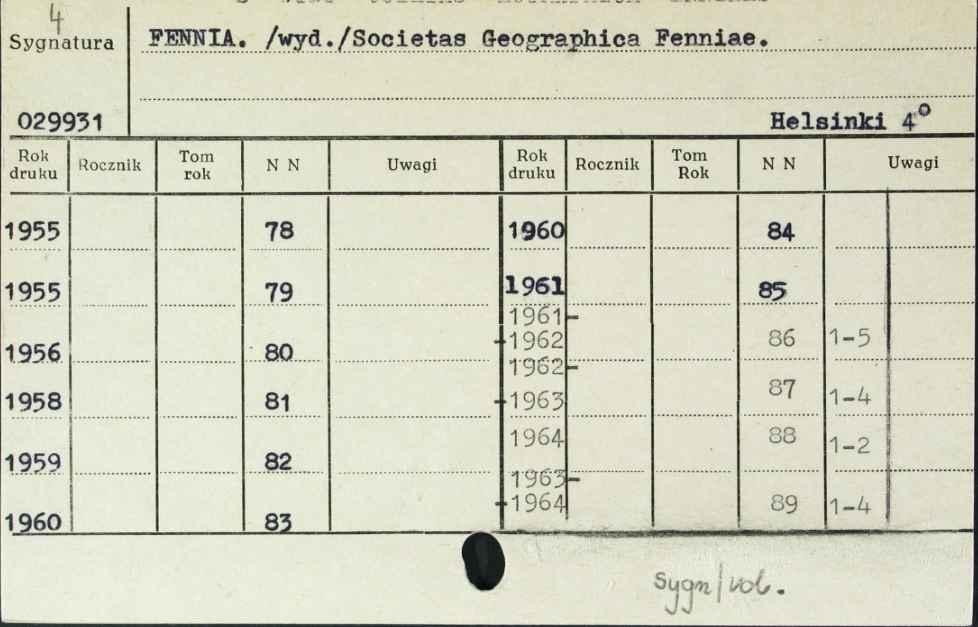 4
Sygnatura FENNIA. /wyd./Societas Geographica Fenniae.
029931 Helsinki 4°
Rok druku Rocznik Tom rok N N Uwagi Rok druku Rocznik Tom Rok N N Uwagi
1955 78 1960 84
1955 79 1961 85
1961-
1956 80 -1962 86 1-5
1962-
1958 81 -1963 87 1-4
1959 82 1964 88 1-2
1963-
1960 83 -1964 89 1-4
sygn/vol.